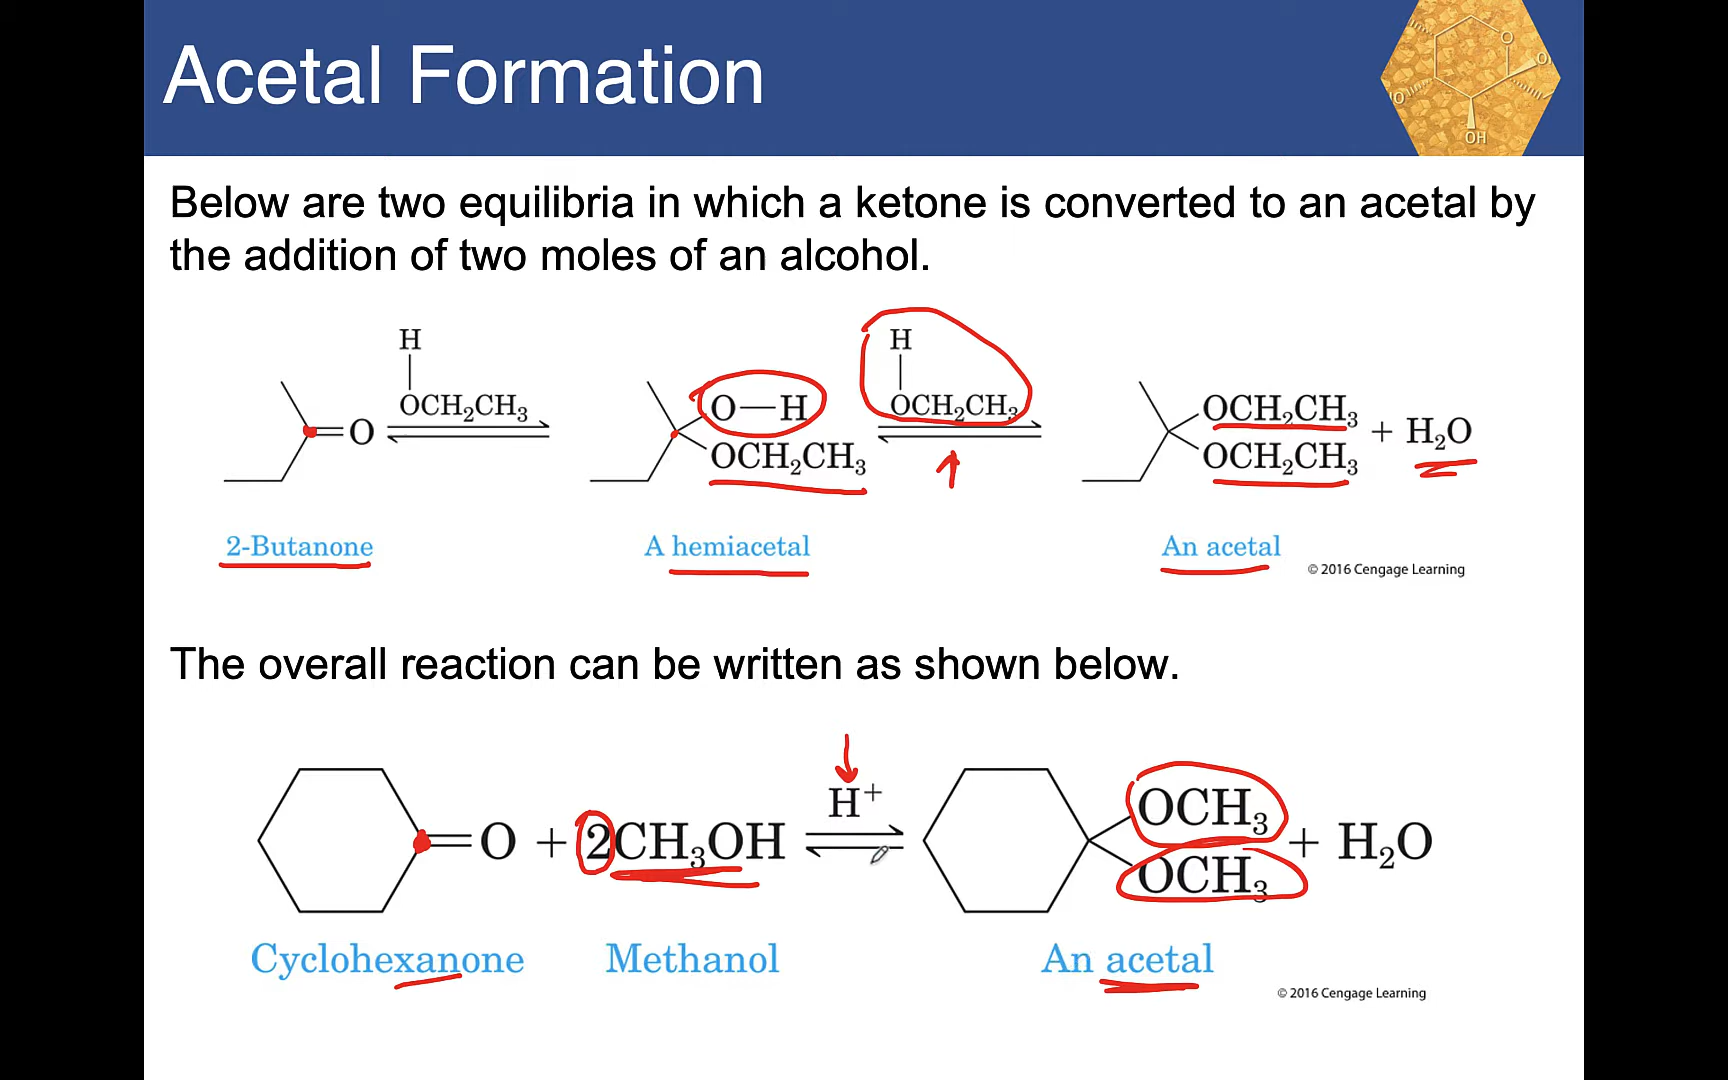 Acetal Formation
O
O
O
OH
Below are two equilibria in which a ketone is converted to an acetal by
the addition of two moles of an alcohol.
H
H
OCH₂CH₃
O—H
OCH₂CH₃
OCH₂CH₃
=O
+ H₂O
OCH₂CH₃
OCH₂CH₃
2-Butanone
A hemiacetal
An acetal
© 2016 Cengage Learning
The overall reaction can be written as shown below.
H⁺
OCH₃
=O + 2CH₃OH
+ H₂O
OCH₃
Cyclohexanone
Methanol
An acetal
© 2016 Cengage Learning